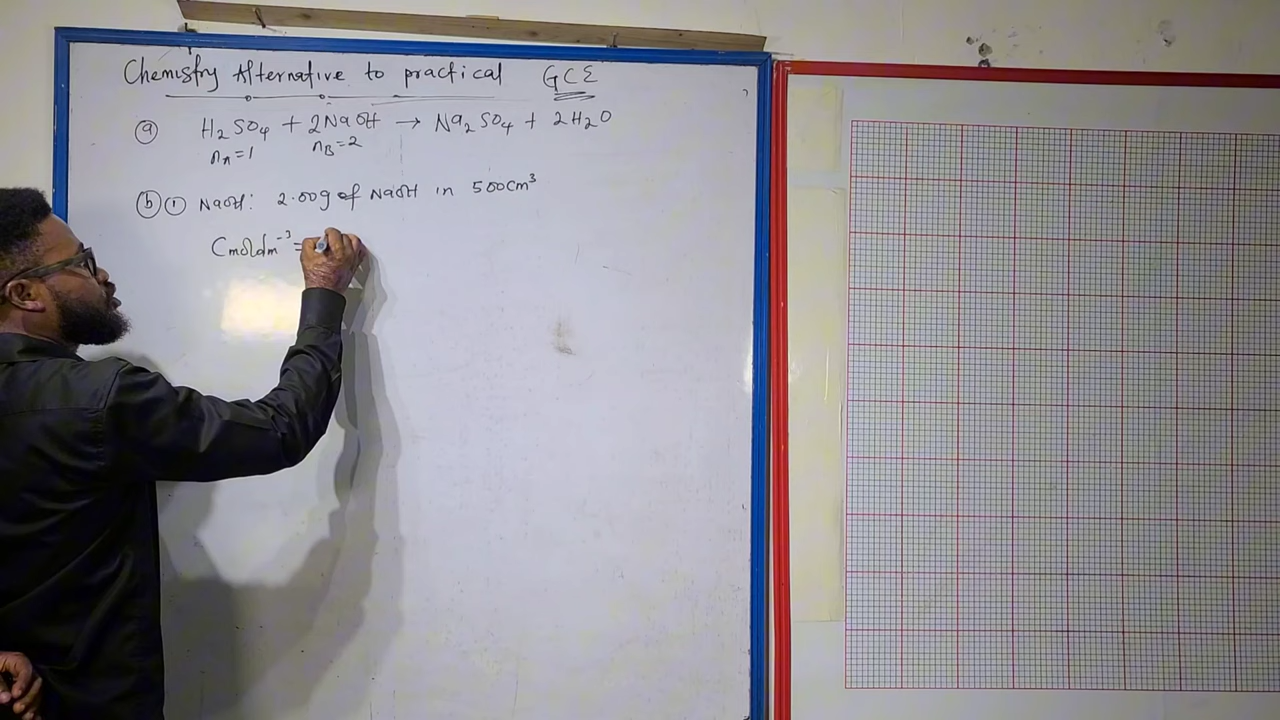 Chemistry Alternative to practical GCE
ⓐ H₂SO₄ + 2NaOH → Na₂SO₄ + 2H₂O
nA = 1 nB = 2
ⓑ ① NaOH: 2.00g of NaOH in 500cm³
Cmoldm⁻³ =